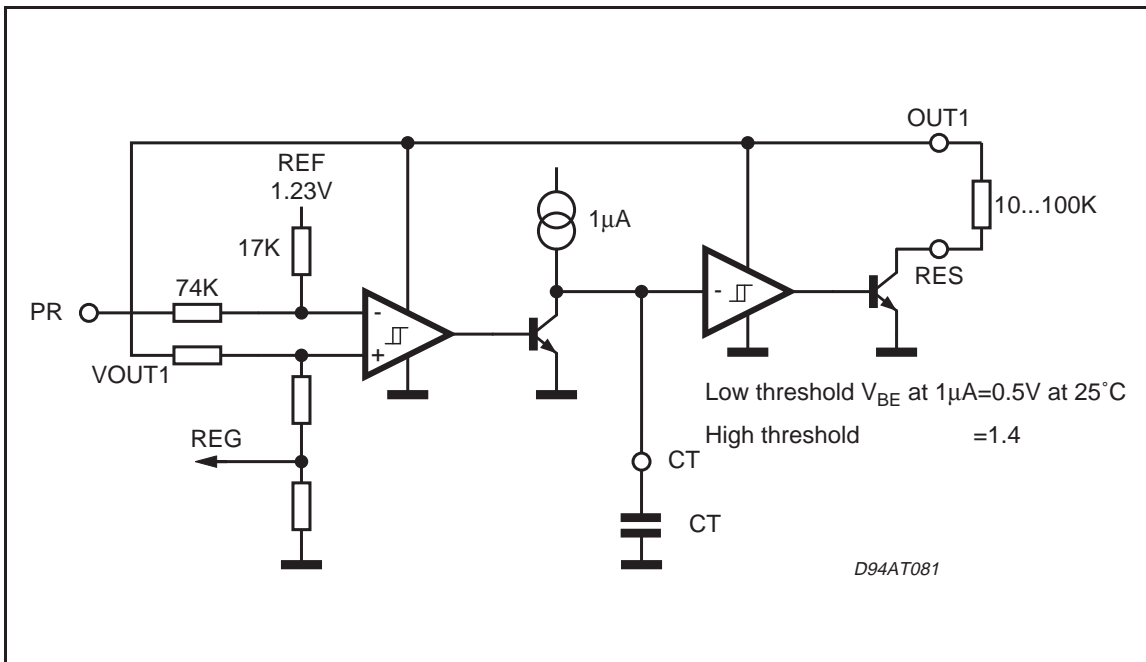 OUT1
REF
1.23V
1μA
10...100K
17K
RES
74K
PR
-
-
+
VOUT1
Low threshold VBE at 1μA=0.5V at 25˚C
REG
High threshold =1.4
CT
CT
D94AT081